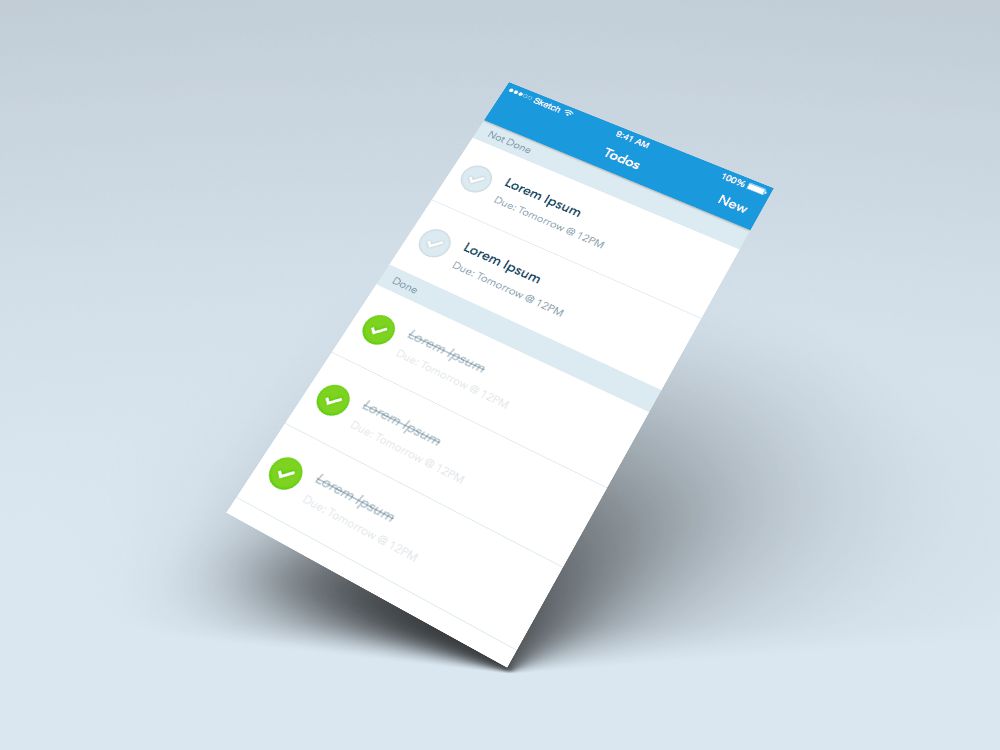 Sketch
9:41 AM
100%
Todos
New
Not Done
Lorem Ipsum
Due: Tomorrow @ 12PM
Lorem Ipsum
Due: Tomorrow @ 12PM
Done
Lorem Ipsum
Due: Tomorrow @ 12PM
Lorem Ipsum
Due: Tomorrow @ 12PM
Lorem Ipsum
Due: Tomorrow @ 12PM